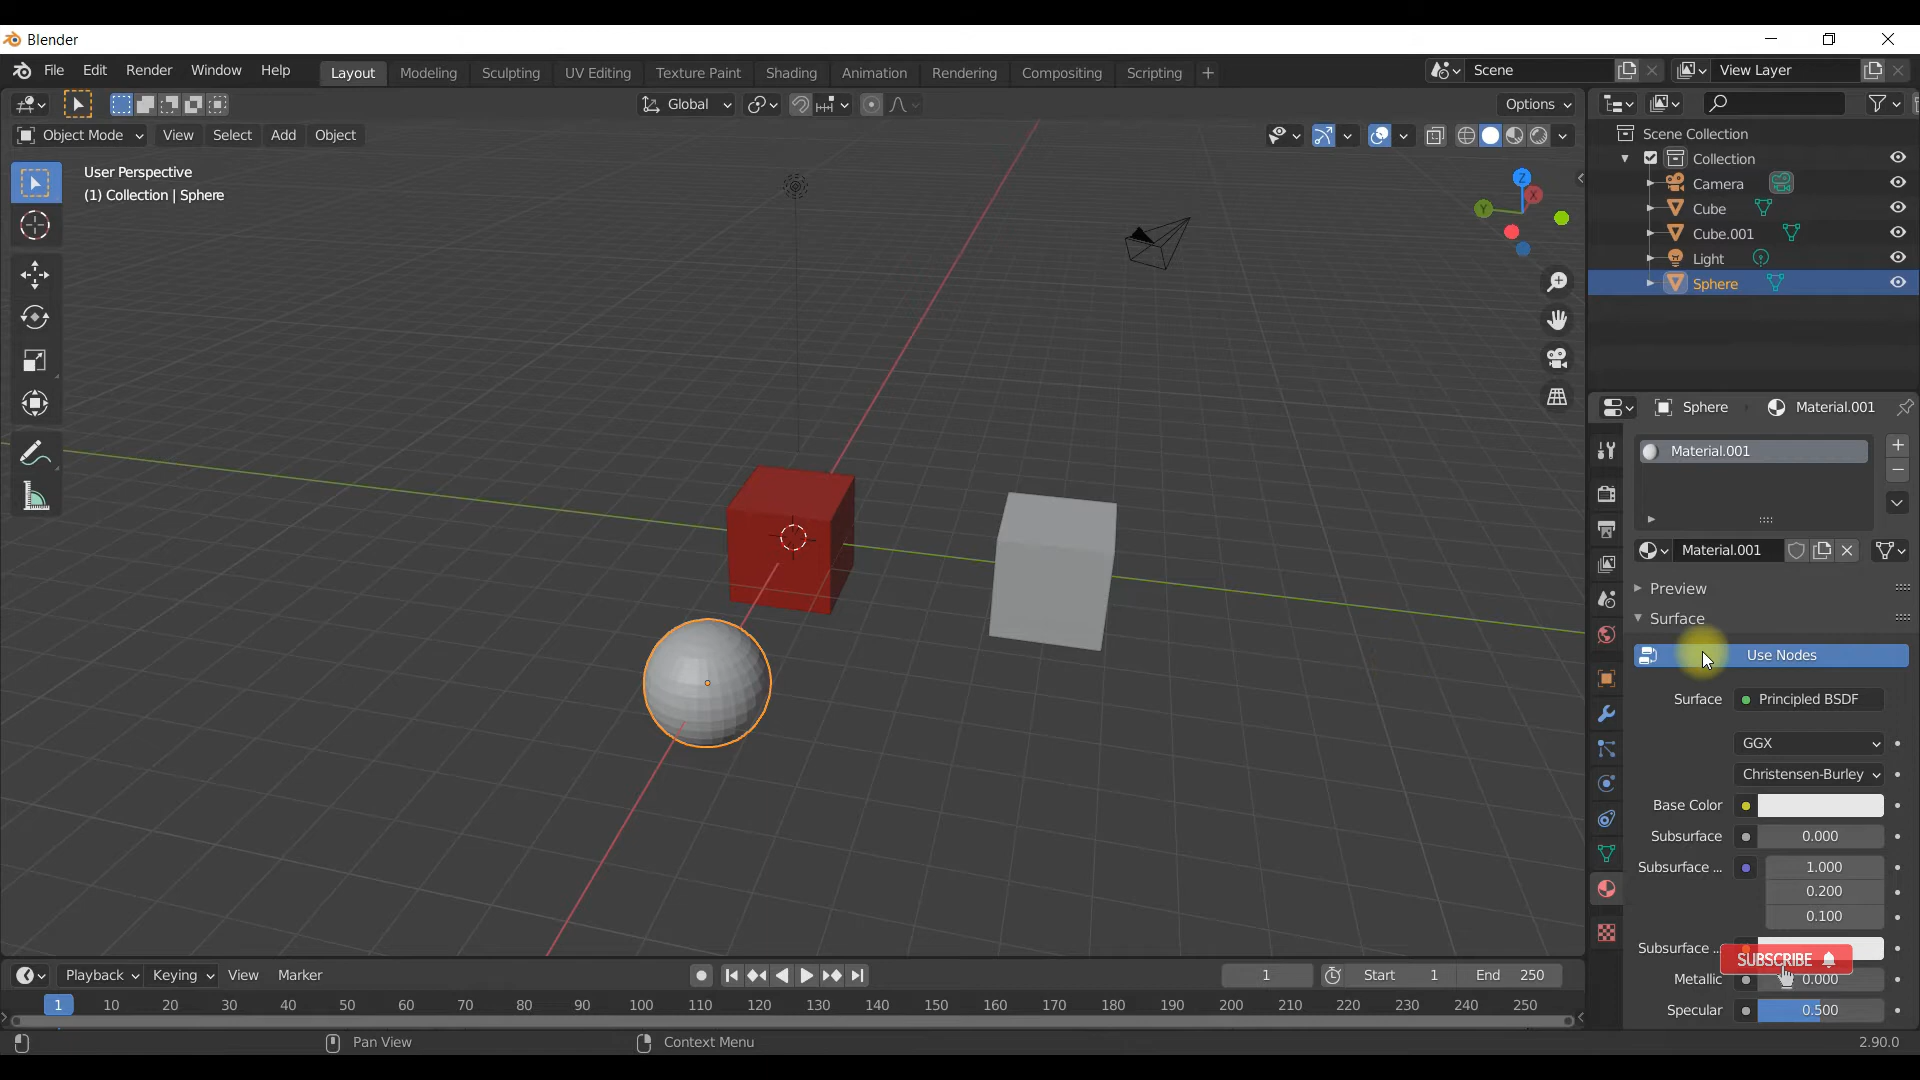 Blender
File Edit Render Window Help Layout Modeling Sculpting UV Editing Texture Paint Shading Animation Rendering Compositing Scripting + Scene View Layer
Global Options
Object Mode View Select Add Object
User Perspective
(1) Collection | Sphere
Z
X
Y
Scene Collection
Collection
Camera
Cube
Cube.001
Light
Sphere
Sphere Material.001
Material.001
Material.001
Preview
Surface
Use Nodes
Surface Principled BSDF
GGX
Christensen-Burley
Base Color
Subsurface 0.000
Subsurface ... 1.000
0.200
0.100
Subsurface ..
SUBSCRIBE
Metallic 0.000
Specular 0.500
Playback Keying View Marker 1 Start 1 End 250
1 10 20 30 40 50 60 70 80 90 100 110 120 130 140 150 160 170 180 190 200 210 220 230 240 250
Pan View Context Menu 2.90.0